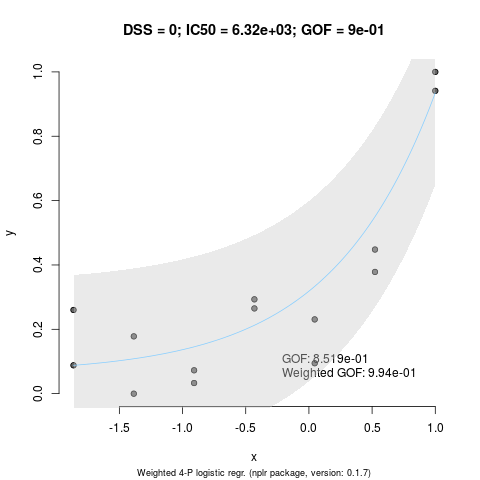 DSS = 0; IC50 = 6.32e+03; GOF = 9e-01
1.0
0.8
0.6
0.4
0.2
0.0
y
GOF: 8.519e-01
Weighted GOF: 9.94e-01
-1.5
-1.0
-0.5
0.0
0.5
1.0
x
Weighted 4-P logistic regr. (nplr package, version: 0.1.7)